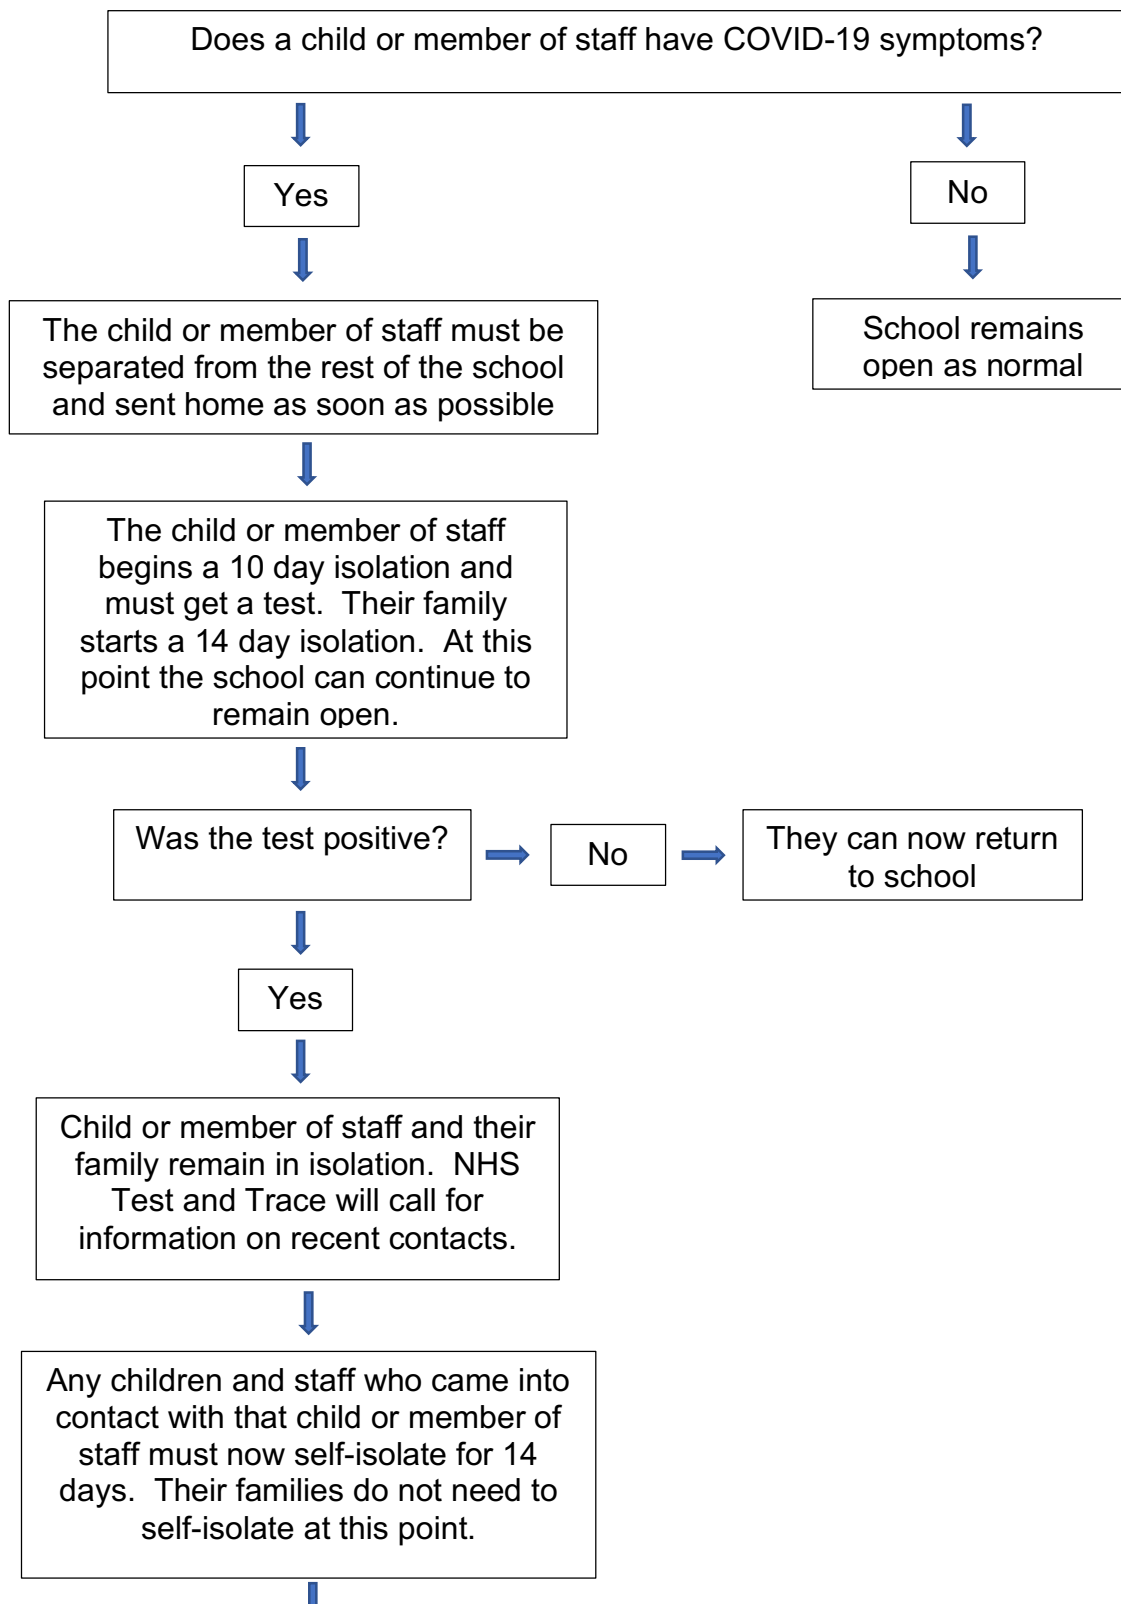 Does a child or member of staff have COVID-19 symptoms?
Yes
No
The child or member of staff must be
separated from the rest of the school
and sent home as soon as possible
School remains
open as normal
The child or member of staff
begins a 10 day isolation and
must get a test.  Their family
starts a 14 day isolation.  At this
point the school can continue to
remain open.
Was the test positive?
No
They can now return
to school
Yes
Child or member of staff and their
family remain in isolation.  NHS
Test and Trace will call for
information on recent contacts.
Any children and staff who came into
contact with that child or member of
staff must now self-isolate for 14
days.  Their families do not need to
self-isolate at this point.